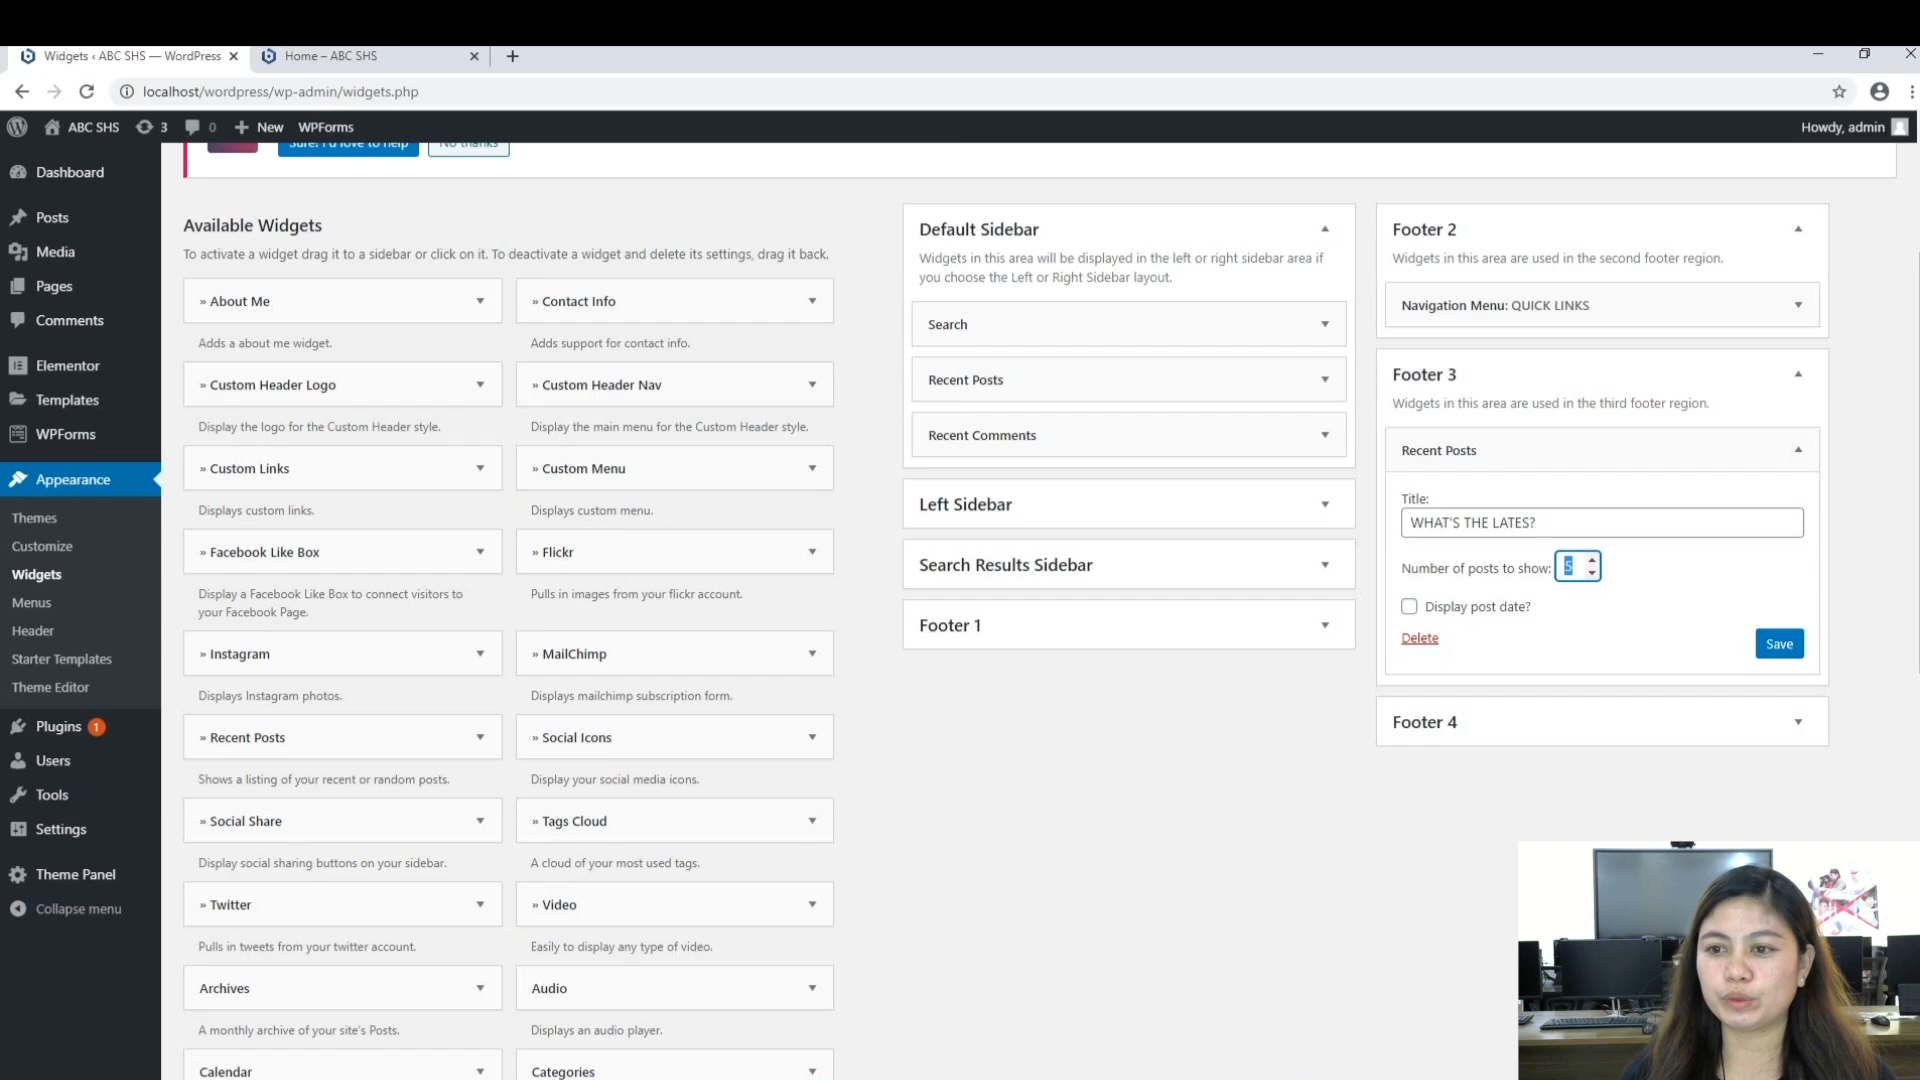 Widgets ‹ ABC SHS — WordPress
Home – ABC SHS
localhost/wordpress/wp-admin/widgets.php
ABC SHS
3
0
New
WPForms
Howdy, admin
Sure! I'd love to help
No thanks
Dashboard
Posts
Media
Pages
Comments
Elementor
Templates
WPForms
Appearance
Themes
Customize
Widgets
Menus
Header
Starter Templates
Theme Editor
Plugins 1
Users
Tools
Settings
Theme Panel
Collapse menu
Available Widgets
To activate a widget drag it to a sidebar or click on it. To deactivate a widget and delete its settings, drag it back.
» About Me
Adds a about me widget.
» Contact Info
Adds support for contact info.
» Custom Header Logo
Display the logo for the Custom Header style.
» Custom Header Nav
Display the main menu for the Custom Header style.
» Custom Links
Displays custom links.
» Custom Menu
Displays custom menu.
» Facebook Like Box
Display a Facebook Like Box to connect visitors to
your Facebook Page.
» Flickr
Pulls in images from your flickr account.
» Instagram
Displays Instagram photos.
» MailChimp
Displays mailchimp subscription form.
» Recent Posts
Shows a listing of your recent or random posts.
» Social Icons
Display your social media icons.
» Social Share
Display social sharing buttons on your sidebar.
» Tags Cloud
A cloud of your most used tags.
» Twitter
Pulls in tweets from your twitter account.
» Video
Easily to display any type of video.
Archives
A monthly archive of your site's Posts.
Audio
Displays an audio player.
Calendar
Categories
Default Sidebar
Widgets in this area will be displayed in the left or right sidebar area if
you choose the Left or Right Sidebar layout.
Search
Recent Posts
Recent Comments
Left Sidebar
Search Results Sidebar
Footer 1
Footer 2
Widgets in this area are used in the second footer region.
Navigation Menu: QUICK LINKS
Footer 3
Widgets in this area are used in the third footer region.
Recent Posts
Title:
WHAT'S THE LATES?
Number of posts to show: 5
Display post date?
Delete
Save
Footer 4